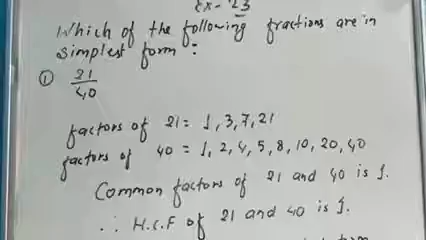 Ex- 23
Which of the following fractions are in
simplest form :
① 21/40
factors of 21 = 1, 3, 7, 21
factors of 40 = 1, 2, 4, 5, 8, 10, 20, 40
Common factors of 21 and 40 is 1.
∴ H.C.F of 21 and 40 is 1.